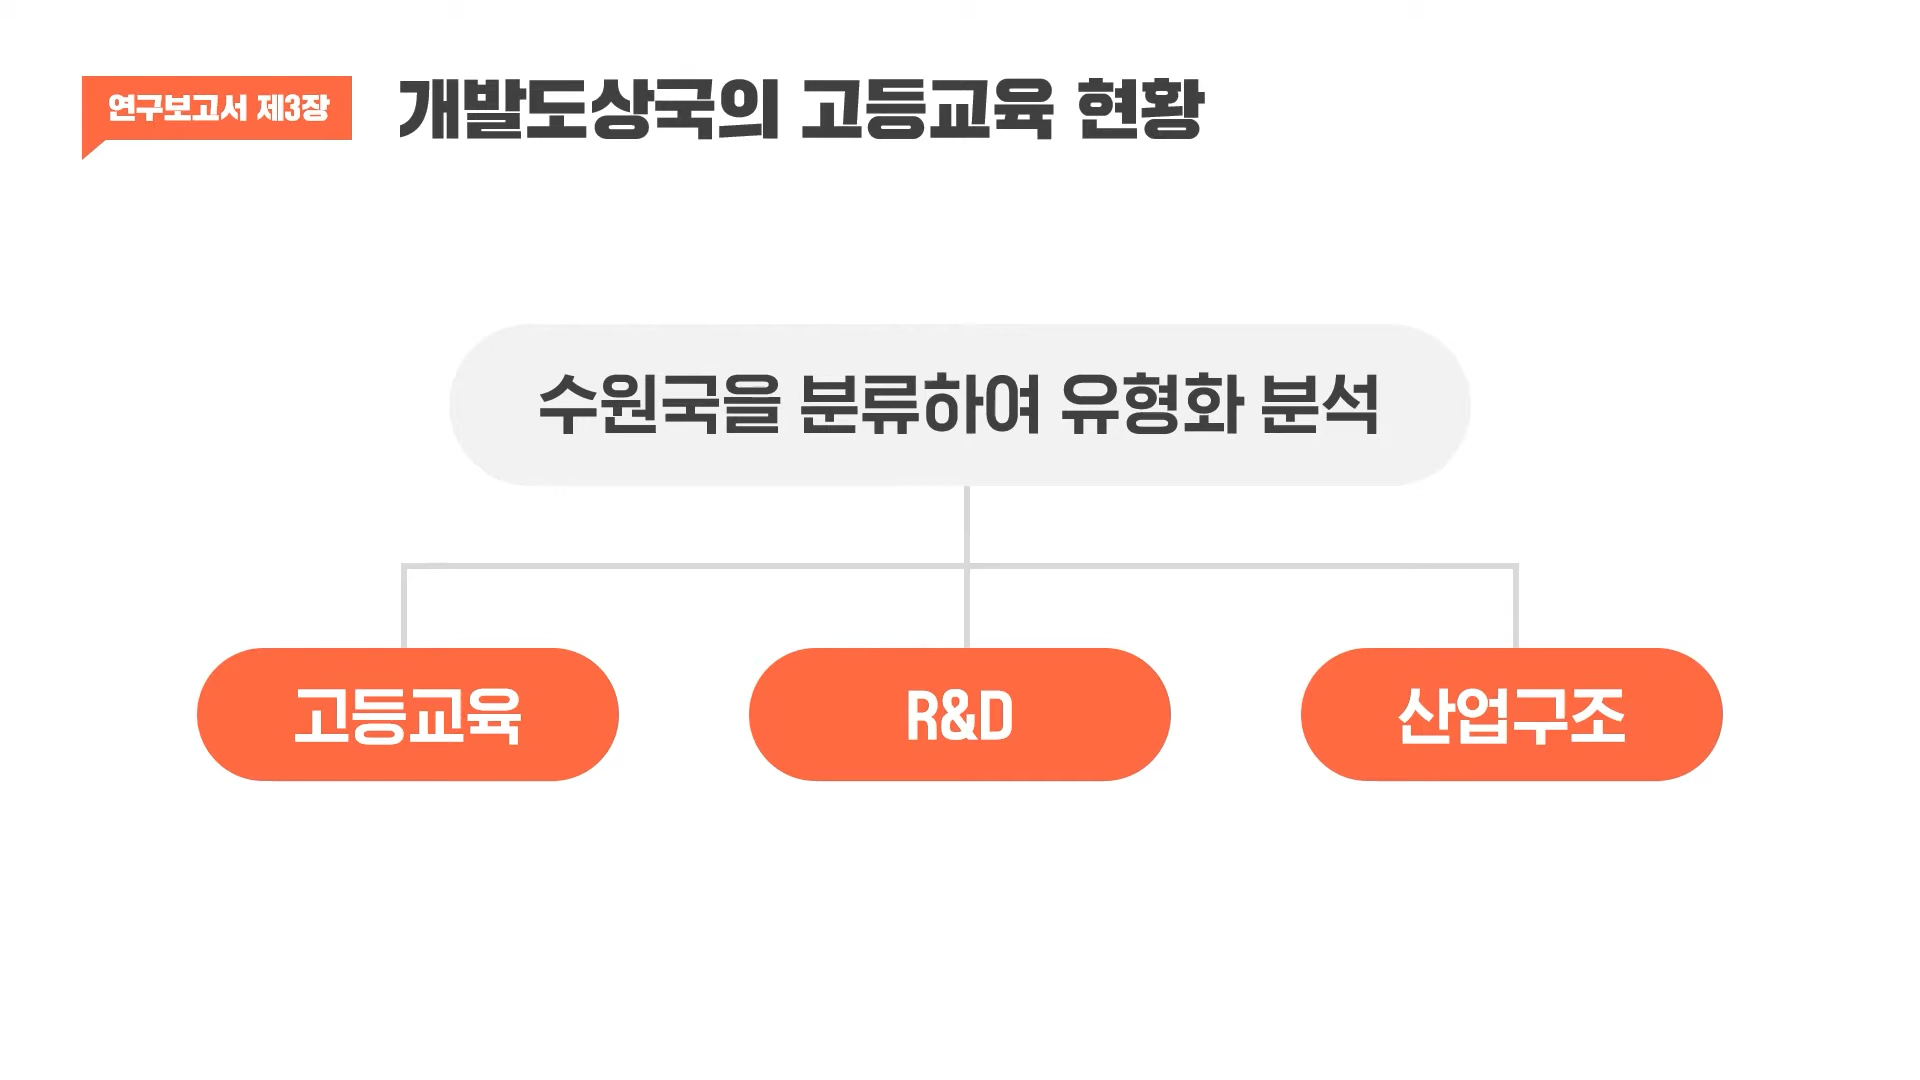 연구보고서 제3장
개발도상국의 고등교육 현황
수원국을 분류하여 유형화 분석
고등교육
R&D
산업구조